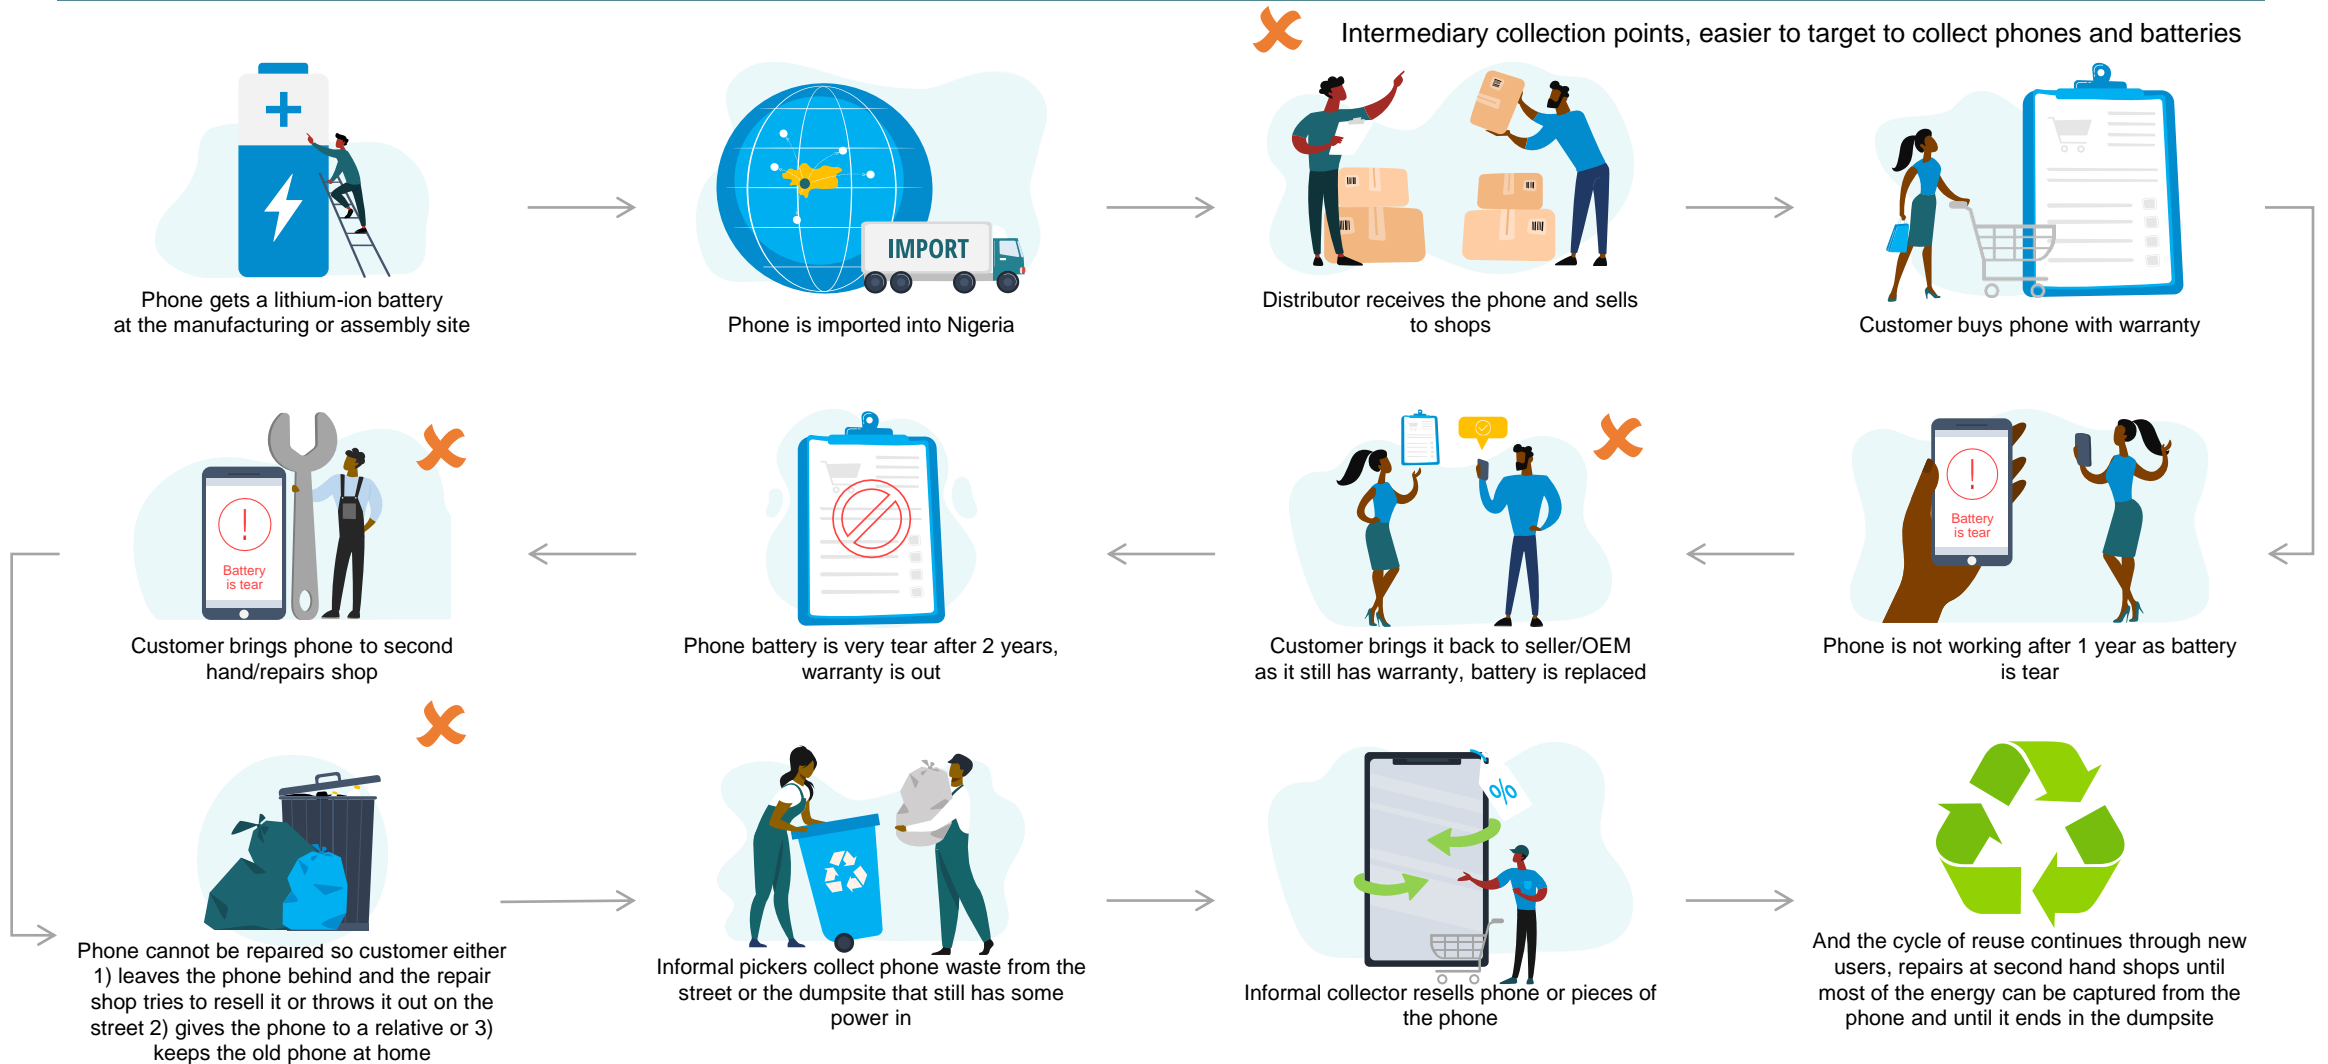 Intermediary collection points, easier to target to collect phones and batteries
IMPORT
Phone gets a lithium-ion battery
at the manufacturing or assembly site
Phone is imported into Nigeria
Distributor receives the phone and sells
to shops
Customer buys phone with warranty
Battery
is tear
Customer brings phone to second
hand/repairs shop
Phone battery is very tear after 2 years,
warranty is out
Customer brings it back to seller/OEM
as it still has warranty, battery is replaced
Battery
is tear
Phone is not working after 1 year as battery
is tear
Phone cannot be repaired so customer either
1) leaves the phone behind and the repair
shop tries to resell it or throws it out on the
street 2) gives the phone to a relative or 3)
keeps the old phone at home
Informal pickers collect phone waste from the
street or the dumpsite that still has some
power in
%
Informal collector resells phone or pieces of
the phone
And the cycle of reuse continues through new
users, repairs at second hand shops until
most of the energy can be captured from the
phone and until it ends in the dumpsite